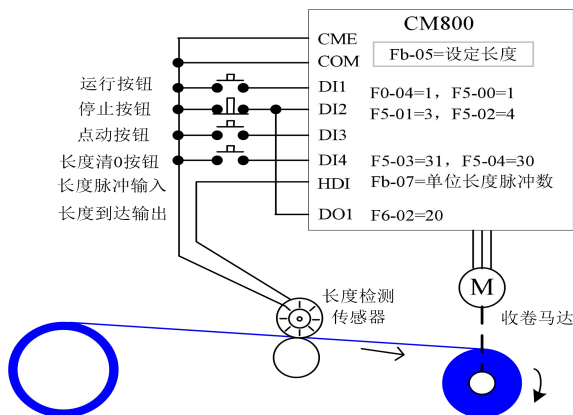 CM800
CME
Fb-05=设定长度
COM
运行按钮
DI1
F0-04=1，F5-00=1
停止按钮
DI2
F5-01=3，F5-02=4
点动按钮
DI3
长度清0按钮
DI4
F5-03=31，F5-04=30
长度脉冲输入
HDI
Fb-07=单位长度脉冲数
长度到达输出
DO1
F6-02=20
M
长度检测
传感器
收卷马达